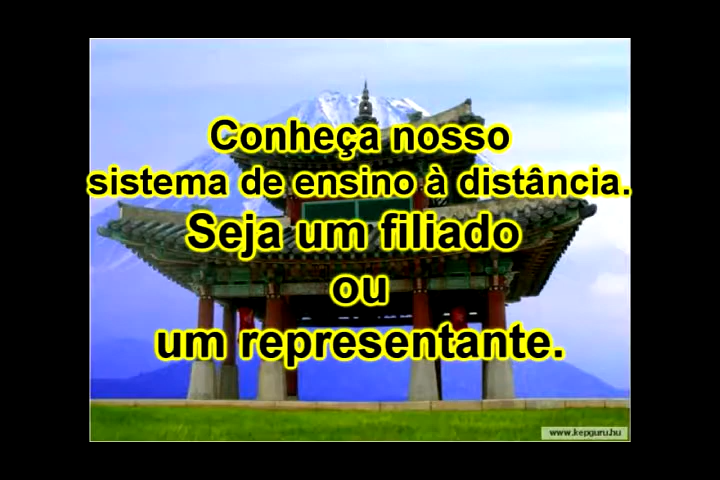 Conheça nosso
sistema de ensino à distância.
Seja um filiado
ou
um representante.
www.kepguru.hu